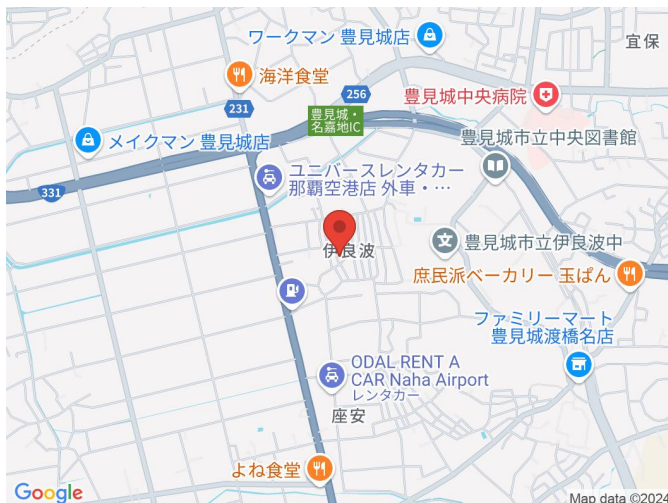 ワークマン 豊見城店
宜保
海洋食堂
豊見城中央病院
256
231
豊見城・
名嘉地IC
豊見城市立中央図書館
メイクマン 豊見城店
ユニバースレンタカー
那覇空港店 外車・…
331
伊良波
豊見城市立伊良波中
庶民派ベーカリー 玉ぱん
ファミリーマート
豊見城渡橋名店
ODAL RENT A
CAR Naha Airport
レンタカー
座安
よね食堂
Google
Map data ©2024